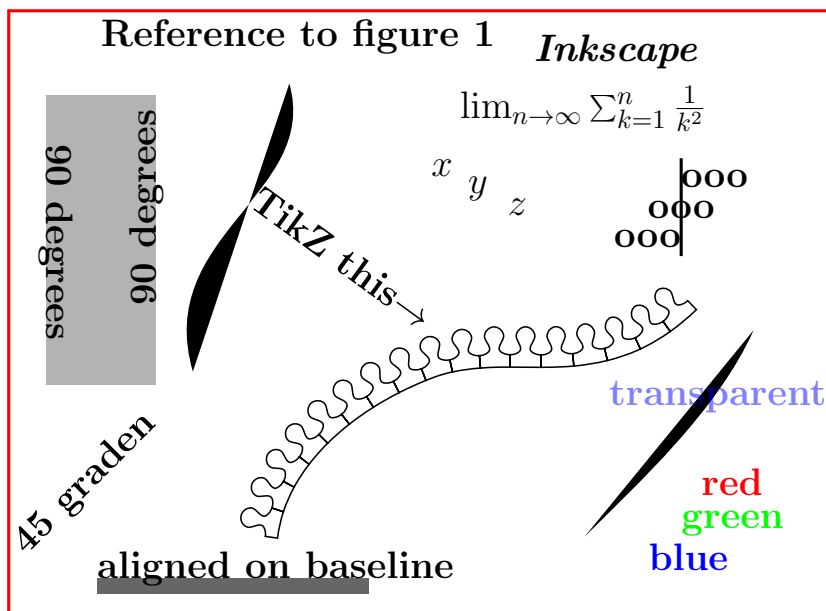 Reference to figure 1
Inkscape
lim_{n→∞} ∑_{k=1}^{n} 1/k²
x
y
z
90 degrees
90 degrees
TikZ this→
ooo
ooo
ooo
transparent
45 graden
red
green
blue
aligned on baseline